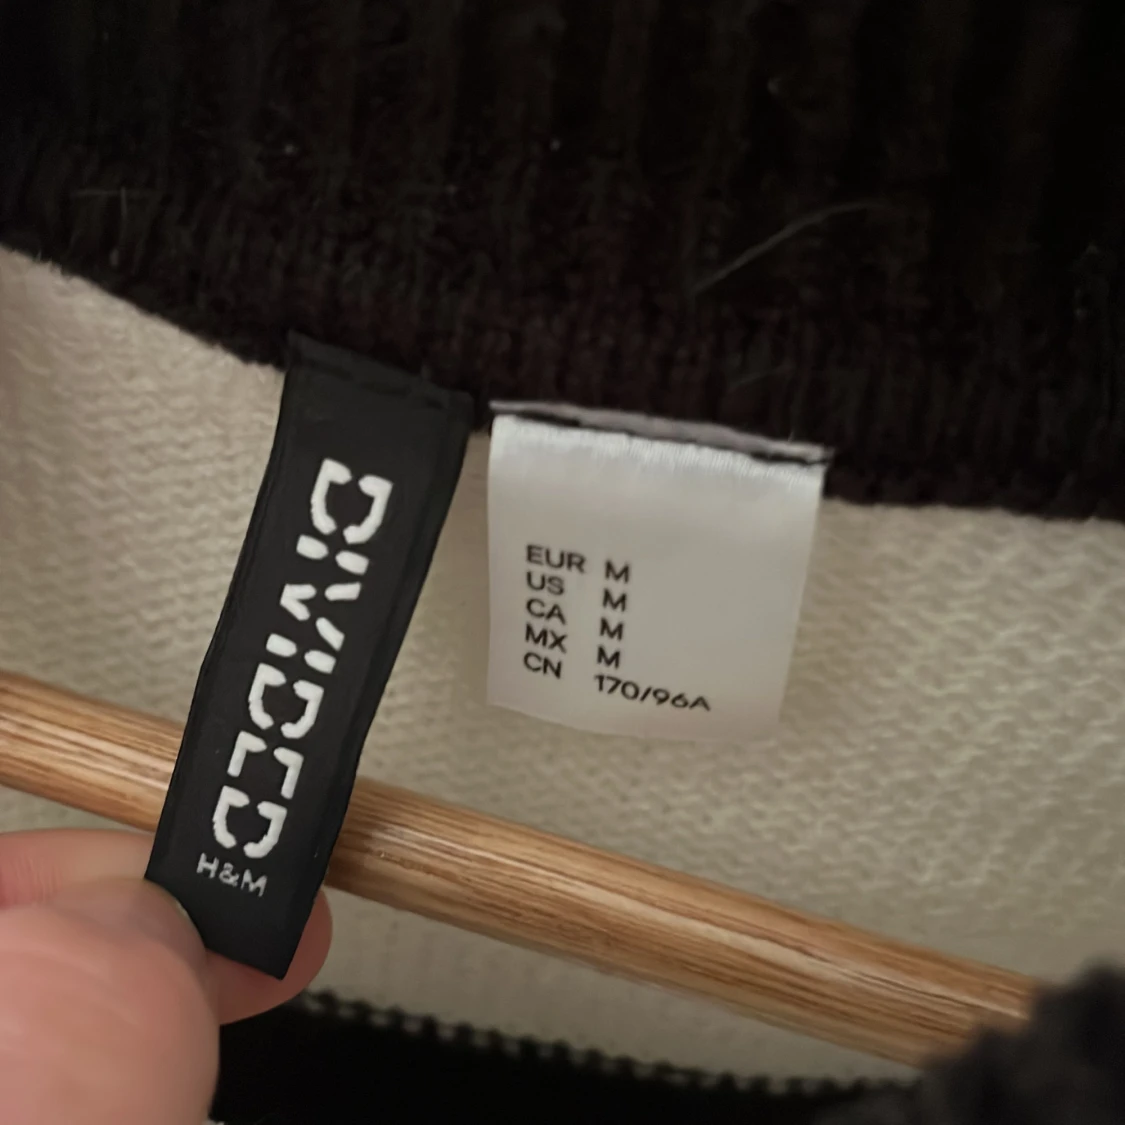 DIVIDED
H&M
EUR M
US M
CA M
MX M
CN 170/96A